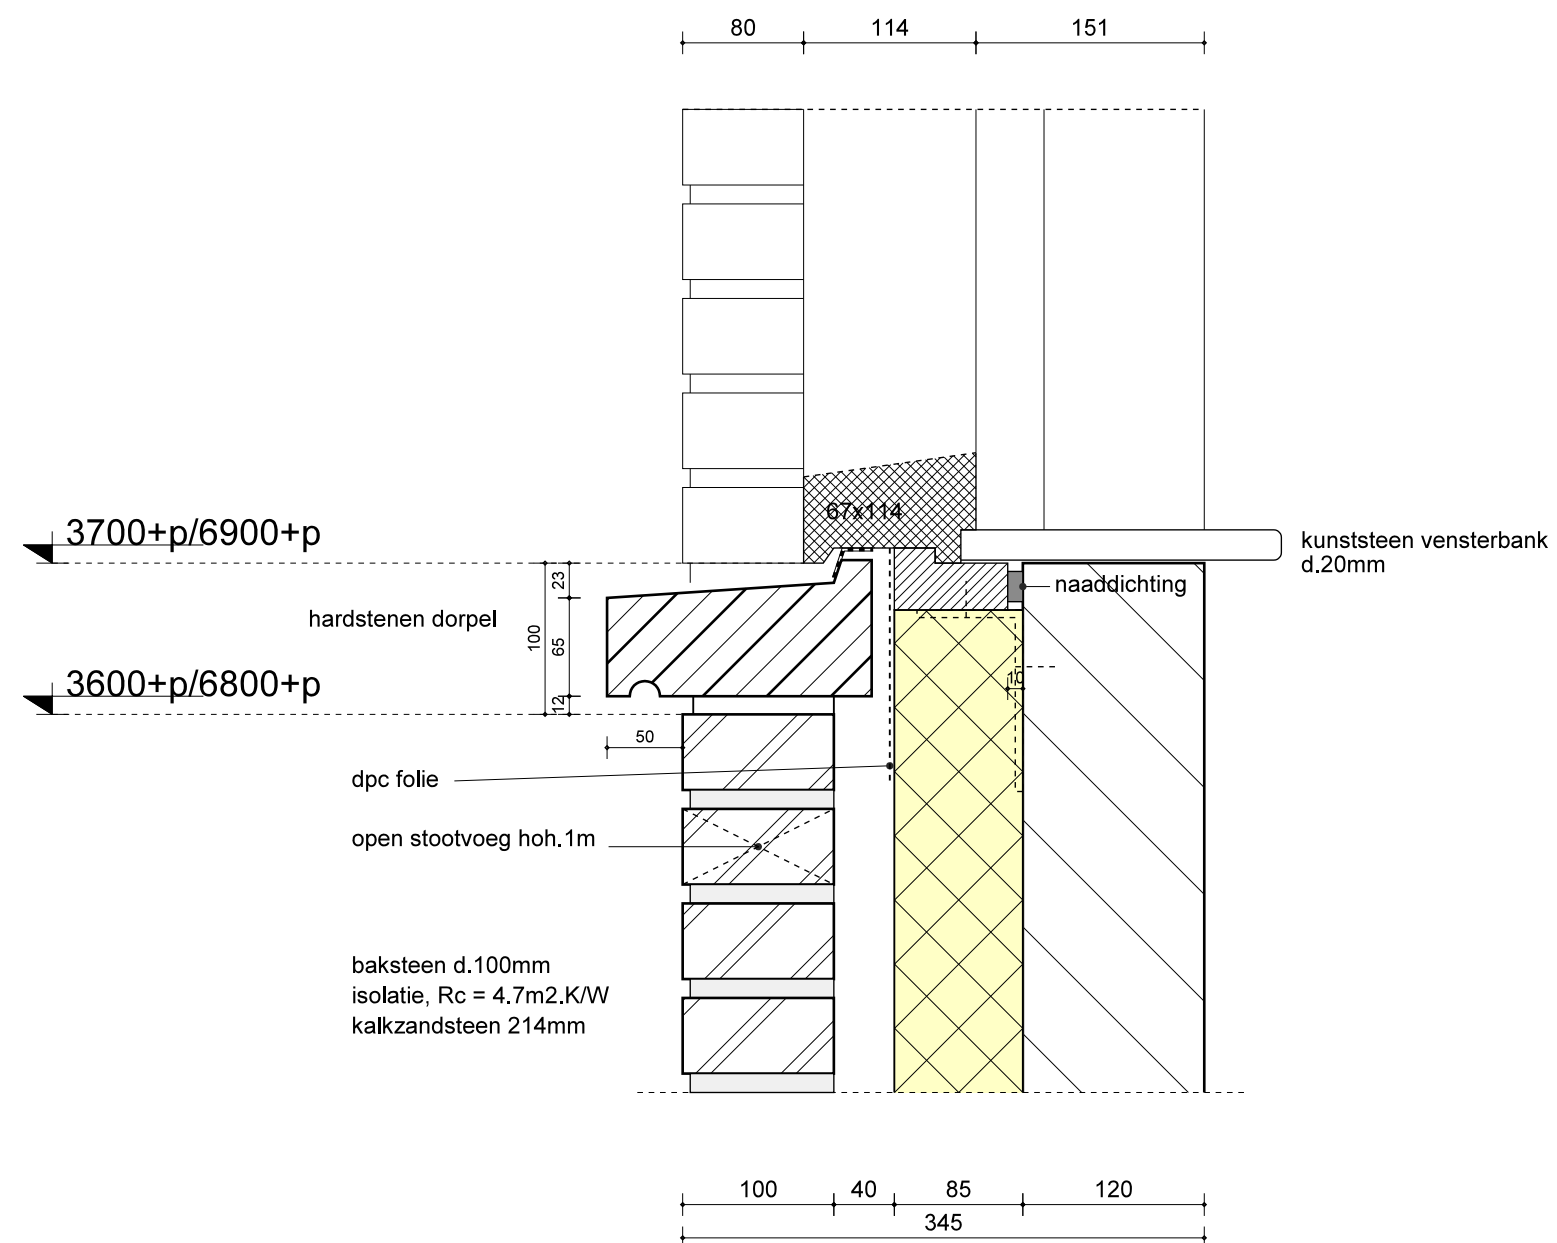 80
114
151
67x114
3700+p/6900+p
kunststeen vensterbank
d.20mm
23
naaddichting
hardstenen dorpel
100
65
3600+p/6800+p
10
12
50
dpc folie
open stootvoeg hoh.1m
baksteen d.100mm
isolatie, Rc = 4.7m2.K/W
kalkzandsteen 214mm
100
40
85
120
345